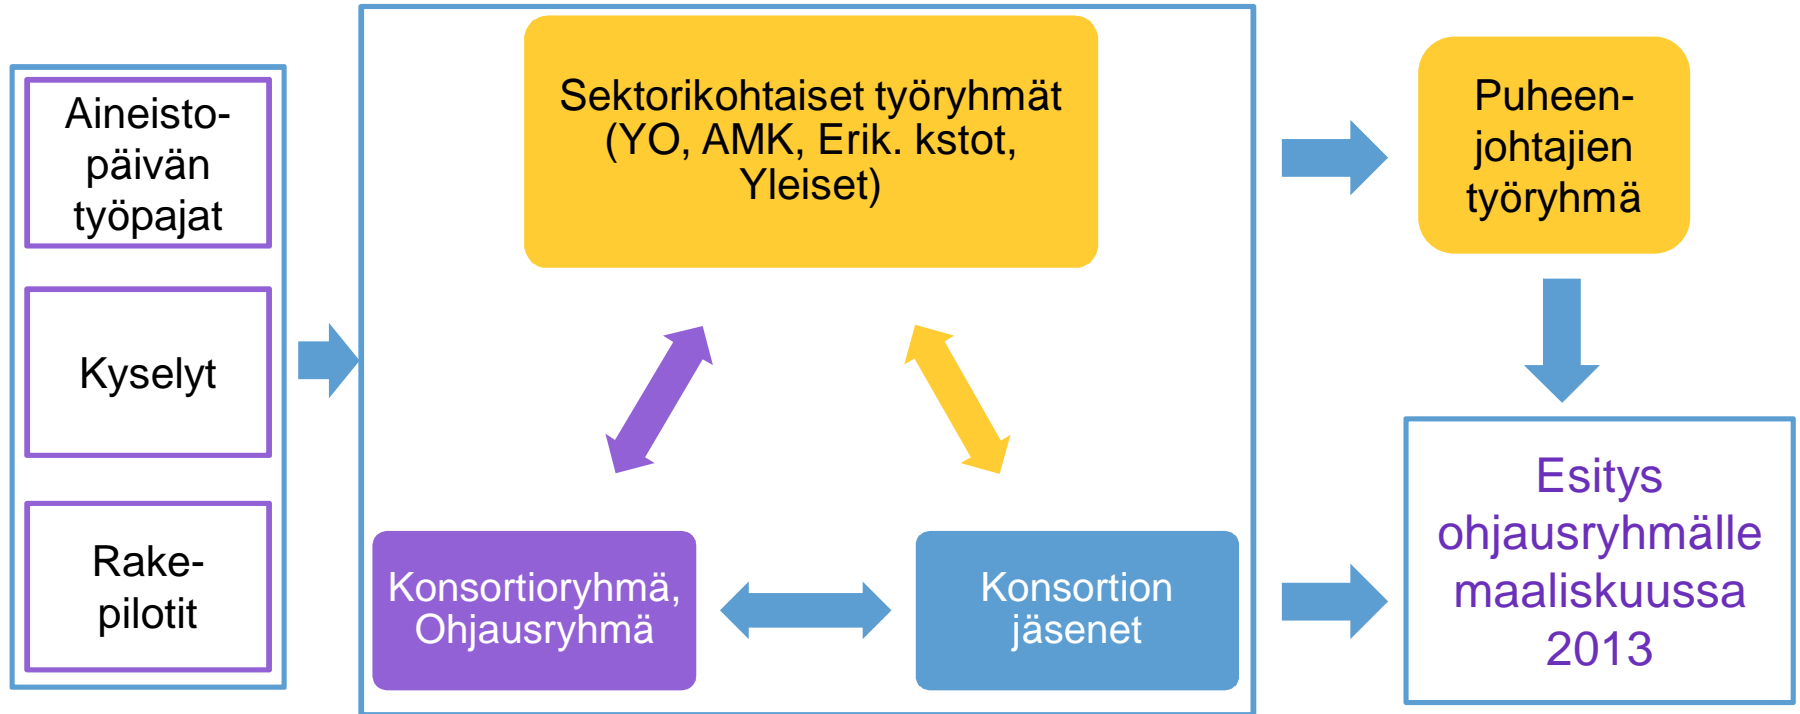 Aineisto-
päivän
työpajat
Kyselyt
Rake-
pilotit
Sektorikohtaiset työryhmät
(YO, AMK, Erik. kstot,
Yleiset)
Konsortioryhmä,
Ohjausryhmä
Konsortion
jäsenet
Puheen-
johtajien
työryhmä
Esitys
ohjausryhmälle
maaliskuussa
2013